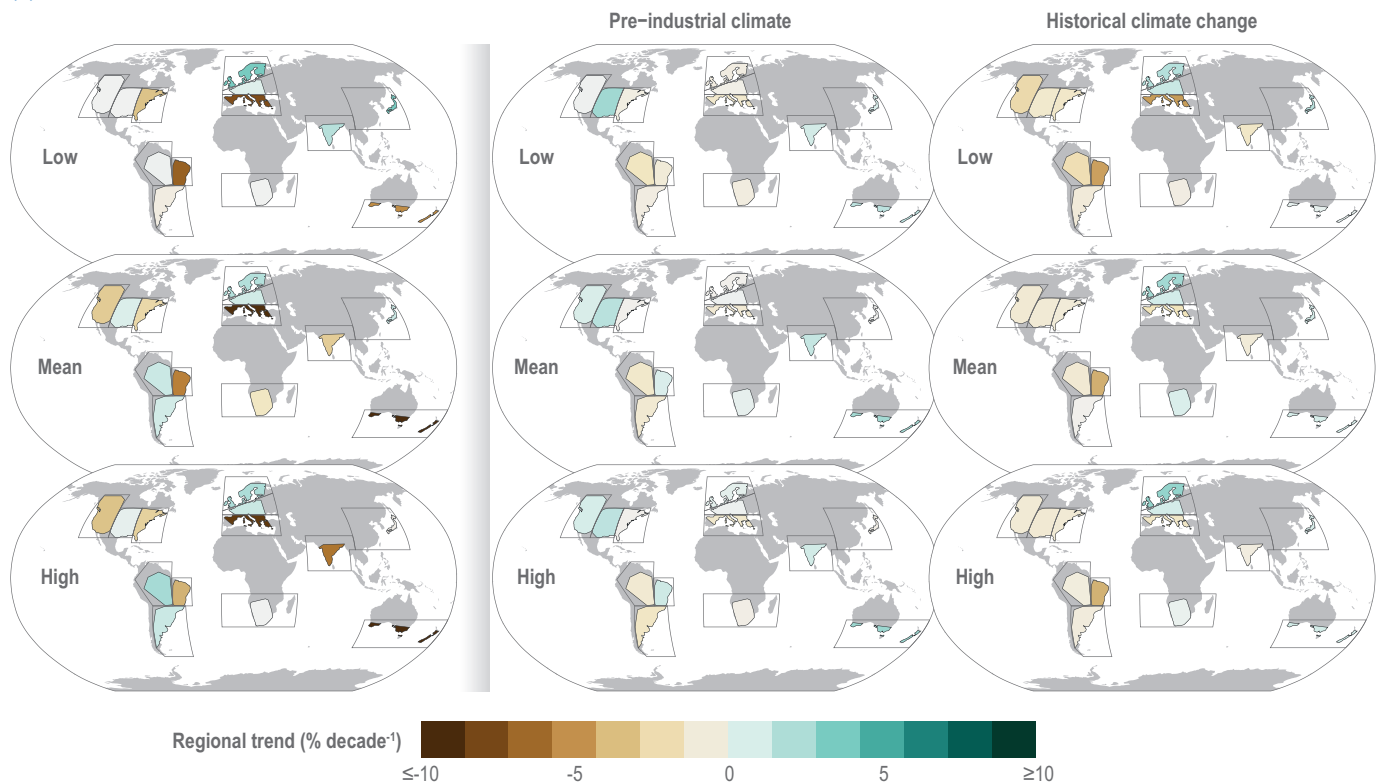 Pre−industrial climate
Historical climate change
Low
Low
Low
Mean
Mean
Mean
High
High
High
Regional trend (% decade⁻¹)
≤-10
-5
0
5
≥10